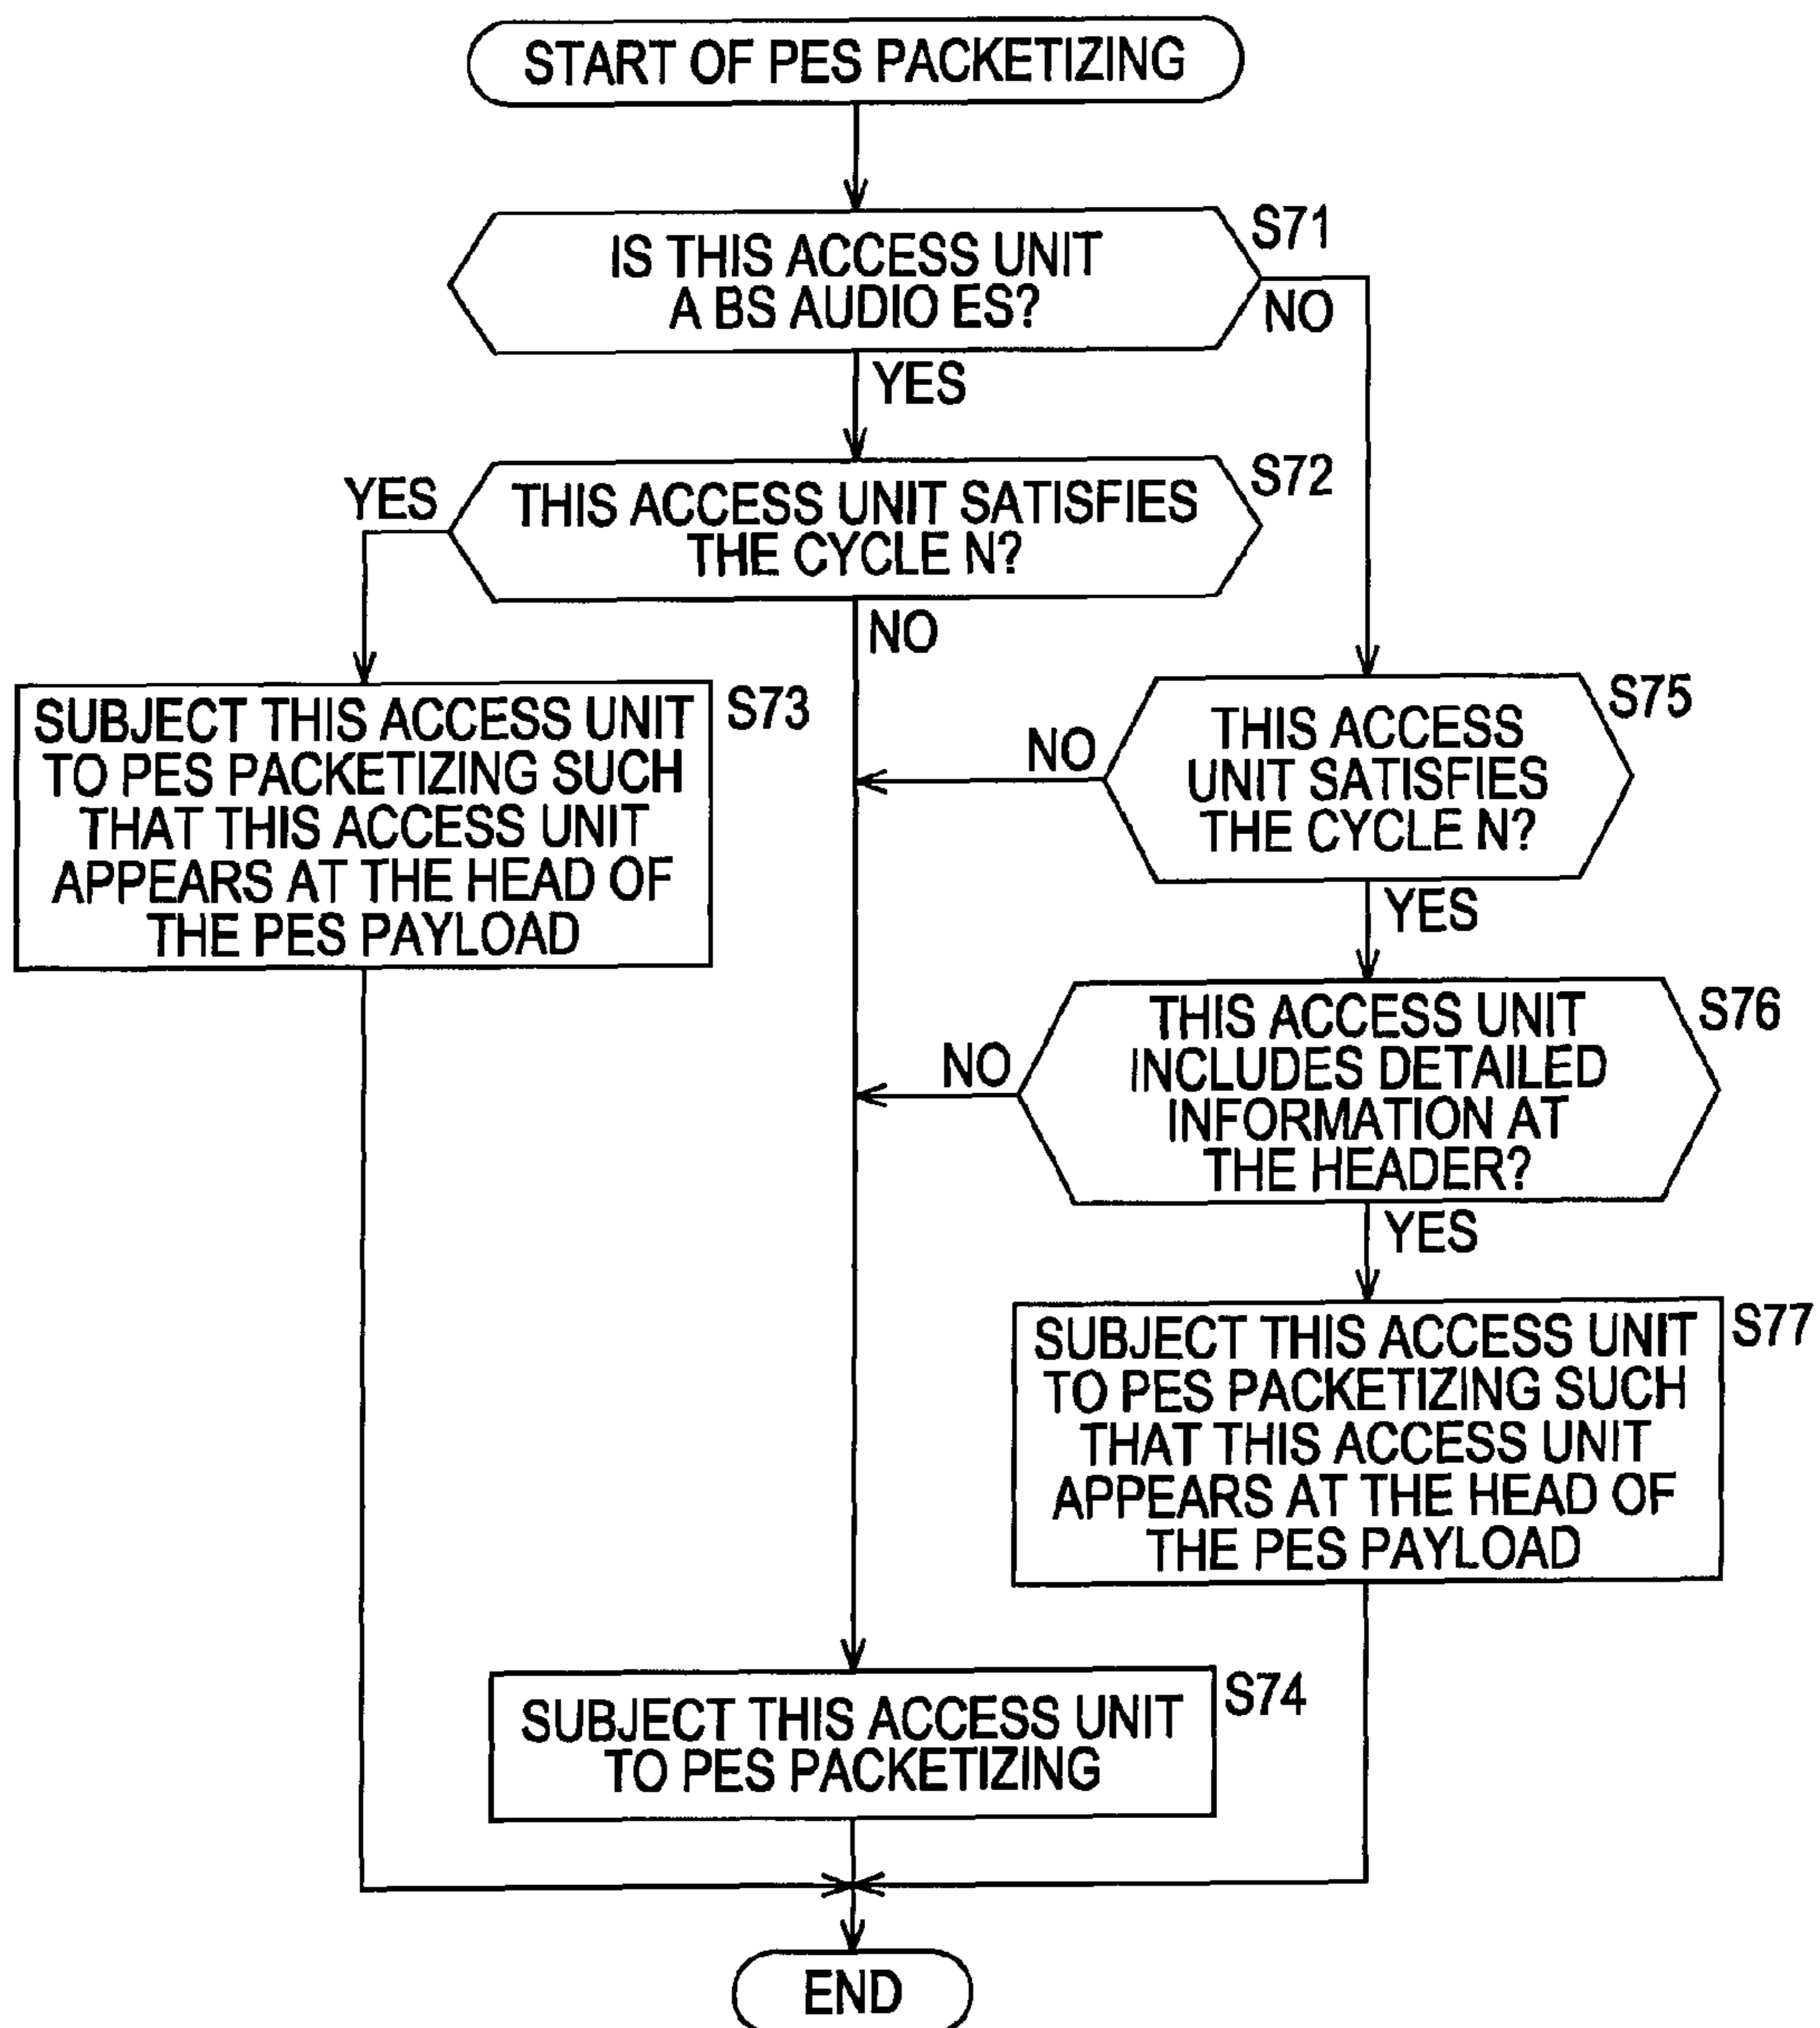 START OF PES PACKETIZING
S71
IS THIS ACCESS UNIT
A BS AUDIO ES?
NO
YES
S72
YES
THIS ACCESS UNIT SATISFIES
THE CYCLE N?
NO
S73
SUBJECT THIS ACCESS UNIT
TO PES PACKETIZING SUCH
THAT THIS ACCESS UNIT
APPEARS AT THE HEAD OF
THE PES PAYLOAD
S75
NO
THIS ACCESS
UNIT SATISFIES
THE CYCLE N?
YES
S76
NO
THIS ACCESS UNIT
INCLUDES DETAILED
INFORMATION AT
THE HEADER?
YES
S77
SUBJECT THIS ACCESS UNIT
TO PES PACKETIZING SUCH
THAT THIS ACCESS UNIT
APPEARS AT THE HEAD OF
THE PES PAYLOAD
S74
SUBJECT THIS ACCESS UNIT
TO PES PACKETIZING
END